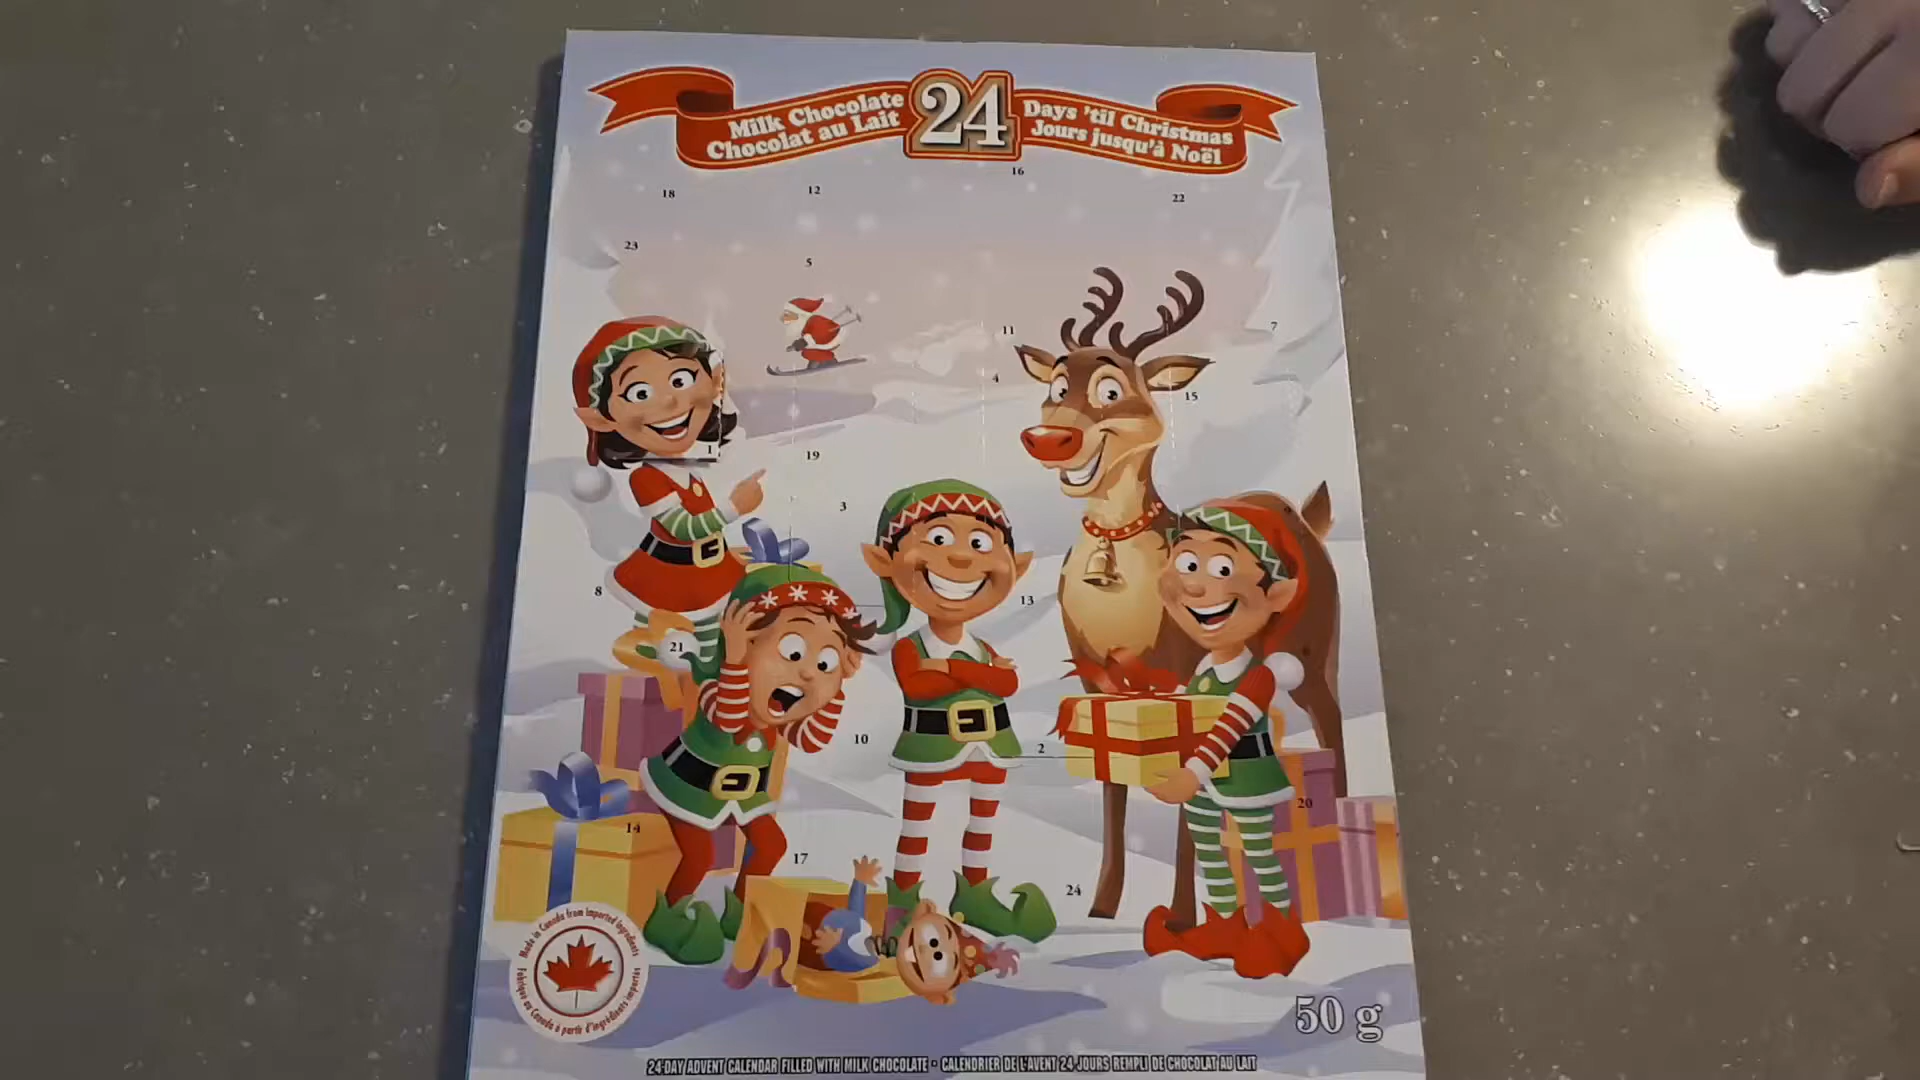 Milk Chocolate
Chocolat au Lait
24
Days 'til Christmas
Jours jusqu'à Noël
16
18
12
22
23
5
7
11
4
15
1
19
3
8
13
21
10
2
20
14
17
24
Made in Canada from imported ingredients
Fabriqué au Canada à partir d'ingrédients importés
50 g
24-DAY ADVENT CALENDAR FILLED WITH MILK CHOCOLATE • CALENDRIER DE L'AVENT 24 JOURS REMPLI DE CHOCOLAT AU LAIT